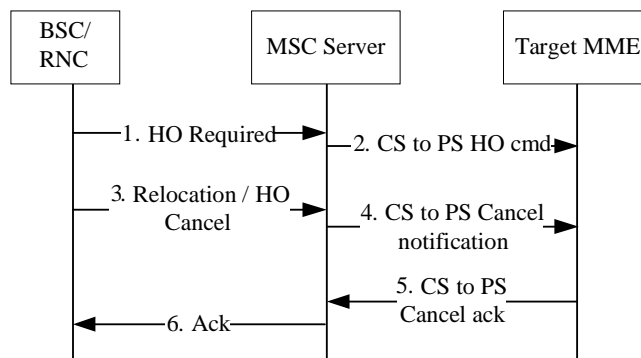 BSC/
RNC
MSC Server
Target MME
1. HO Required
2. CS to PS HO cmd
3. Relocation / HO
Cancel
4. CS to PS Cancel
notification
5. CS to PS
Cancel ack
6. Ack